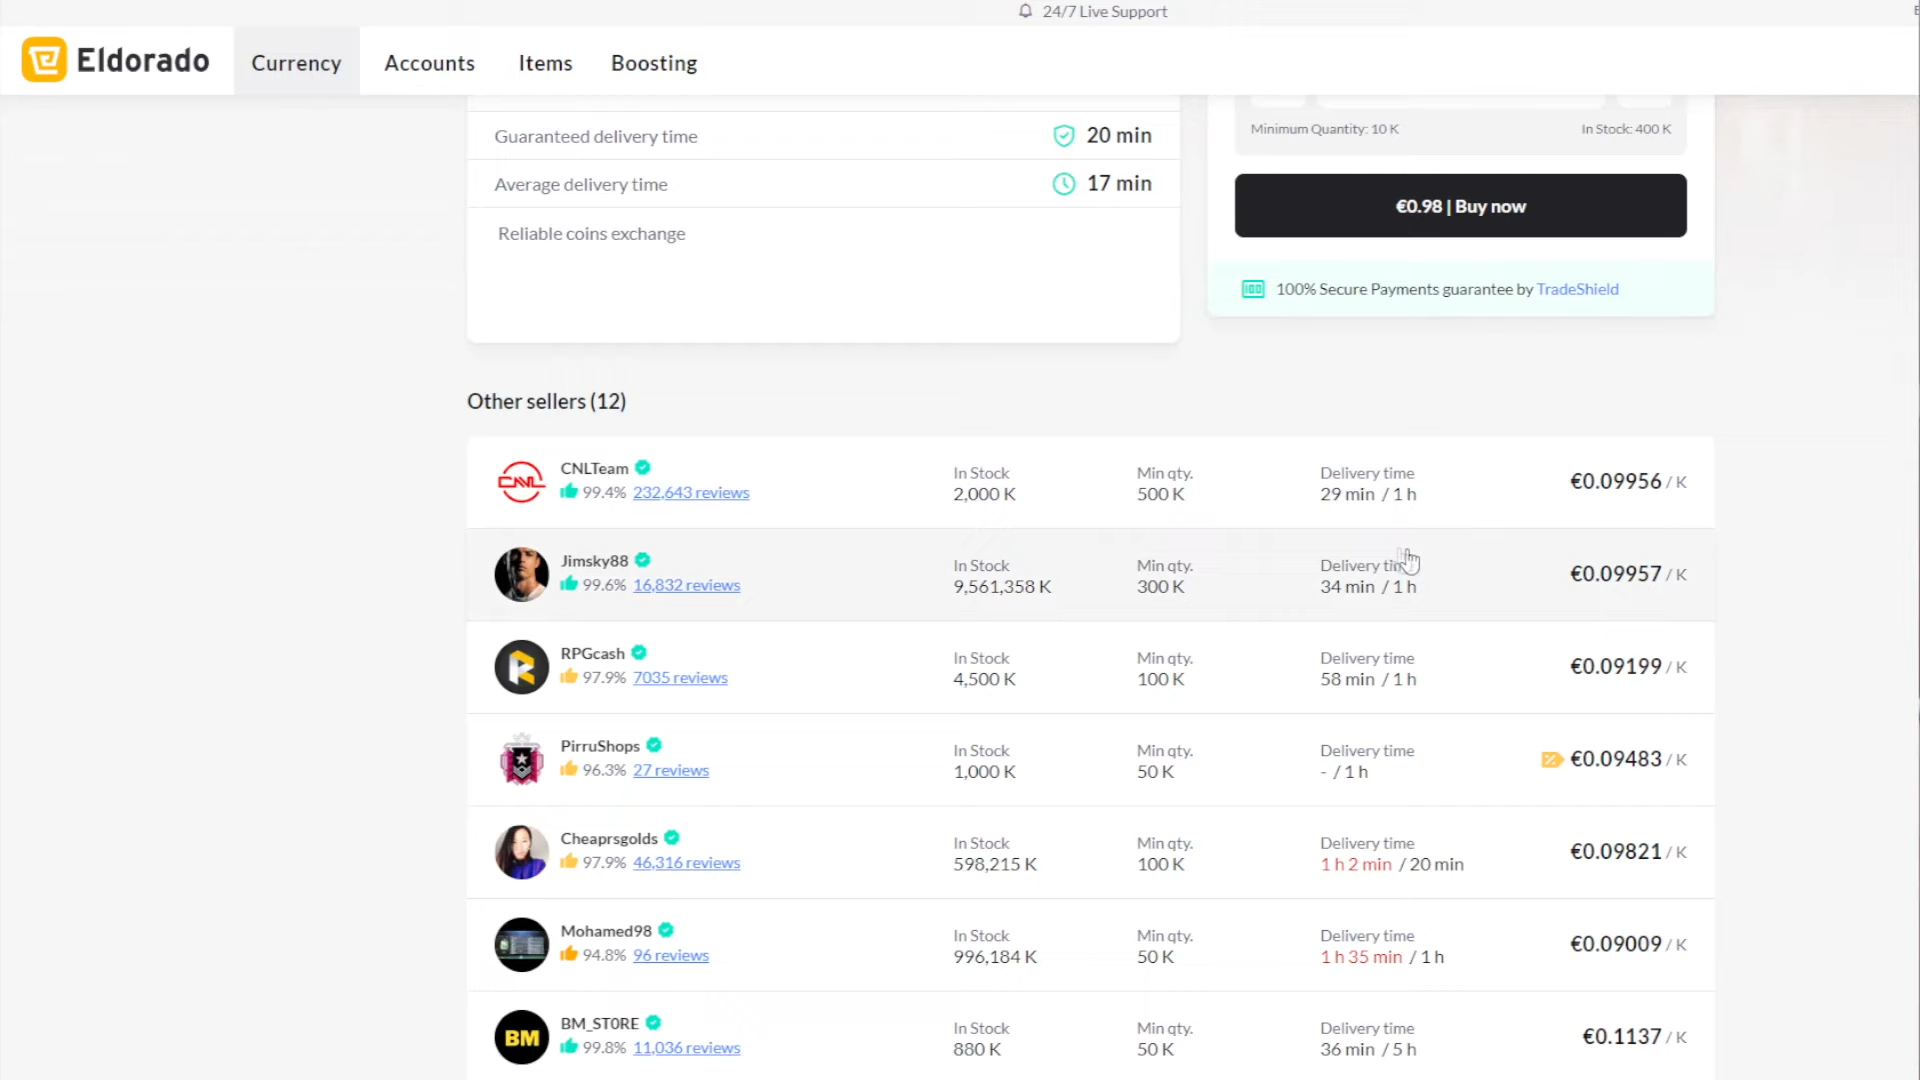 24/7 Live Support
Eldorado
Currency
Accounts
Items
Boosting
Guaranteed delivery time
20 min
Average delivery time
17 min
Reliable coins exchange
Minimum Quantity: 10 K
In Stock: 400 K
€0.98 | Buy now
100% Secure Payments guarantee by TradeShield
Other sellers (12)
CNL
CNLTeam
99.4% 232,643 reviews
In Stock
2,000 K
Min qty.
500 K
Delivery time
29 min / 1 h
€0.09956 / K
Jimsky88
99.6% 16,832 reviews
In Stock
9,561,358 K
Min qty.
300 K
Delivery
34 min / 1 h
€0.09957 / K
RPGcash
97.9% 7035 reviews
In Stock
4,500 K
Min qty.
100 K
Delivery time
58 min / 1 h
€0.09199 / K
PirruShops
96.3% 27 reviews
In Stock
1,000 K
Min qty.
50 K
Delivery time
- / 1 h
€0.09483 / K
Cheaprsgolds
97.9% 46,316 reviews
In Stock
598,215 K
Min qty.
100 K
Delivery time
1 h 2 min / 20 min
€0.09821 / K
Mohamed98
94.8% 96 reviews
In Stock
996,184 K
Min qty.
50 K
Delivery time
1 h 35 min / 1 h
€0.09009 / K
BM
BM_ST0RE
99.8% 11,036 reviews
In Stock
880 K
Min qty.
50 K
Delivery time
36 min / 5 h
€0.1137 / K